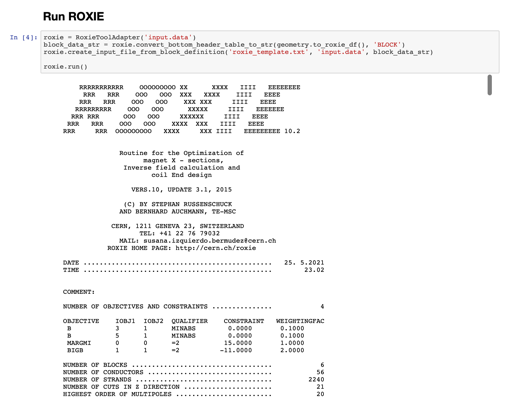 Run ROXIE
In [4]: roxie = RoxieToolAdapter('input.data')
block_data_str = roxie.convert_bottom_header_table_to_str(geometry.to_roxie_df(), 'BLOCK')
roxie.create_input_file_from_block_definition('roxie_template.txt', 'input.data', block_data_str)
roxie.run()
RRRRRRRRRRR OOOOOOOOO XX XXXX IIII EEEEEEEE
RRR RRR OOO OOO XXX XXXX IIII EEEE
RRR RRR OOO OOO XXX XXX IIII EEEE
RRRRRRRRR OOO OOO XXXXX IIII EEEEEEE
RRR RRR OOO OOO XXXXXX IIII EEEE
RRR RRR OOO OOO XXXX XXX IIII EEEE
RRR RRR OOOOOOOOO XXXX XXX IIII EEEEEEEEE 10.2
Routine for the Optimization of
magnet X - sections,
Inverse field calculation and
coil End design
VERS.10, UPDATE 3.1, 2015
(C) BY STEPHAN RUSSENSCHUCK
AND BERNHARD AUCHMANN, TE-MSC
CERN, 1211 GENEVA 23, SWITZERLAND
TEL: +41 22 76 79032
MAIL: susana.izquierdo.bermudez@cern.ch
ROXIE HOME PAGE: http://cern.ch/roxie
DATE ............................................... 25. 5.2021
TIME ............................................... 23.02
COMMENT:
NUMBER OF OBJECTIVES AND CONSTRAINTS ............... 4
OBJECTIVE IOBJ1 IOBJ2 QUALIFIER CONSTRAINT WEIGHTINGFAC
B 3 1 MINABS 0.0000 0.1000
B 5 1 MINABS 0.0000 0.1000
MARGMI 0 0 =2 15.0000 1.0000
BIGB 1 1 =2 -11.0000 2.0000
NUMBER OF BLOCKS ................................... 6
NUMBER OF CONDUCTORS ............................... 56
NUMBER OF STRANDS .................................. 2240
NUMBER OF CUTS IN Z DIRECTION ...................... 21
HIGHEST ORDER OF MULTIPOLES ........................ 20